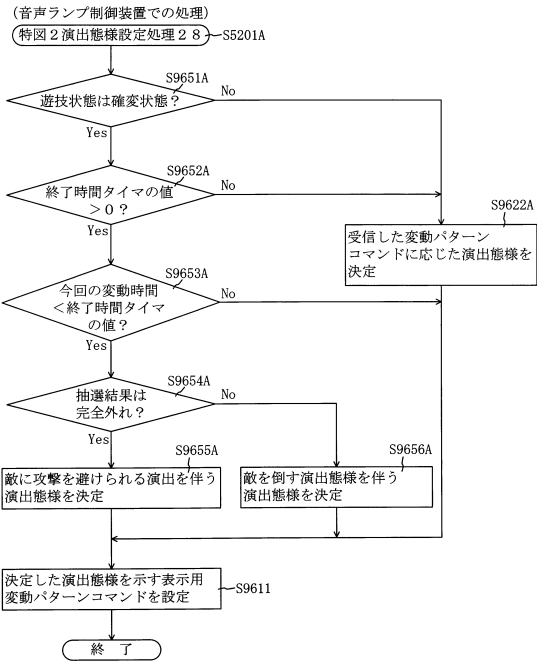 (音声ランプ制御装置での処理)
特図2演出態様設定処理28
S5201A
S9651A
遊技状態は確変状態?
No
Yes
S9652A
終了時間タイマの値
>0?
No
Yes
S9622A
受信した変動パターン
コマンドに応じた演出態様を
決定
S9653A
今回の変動時間
<終了時間タイマ
の値?
No
Yes
S9654A
抽選結果は
完全外れ?
No
Yes
S9655A
敵に攻撃を避けられる演出を伴う
演出態様を決定
S9656A
敵を倒す演出態様を伴う
演出態様を決定
決定した演出態様を示す表示用
変動パターンコマンドを設定
S9611
終 了